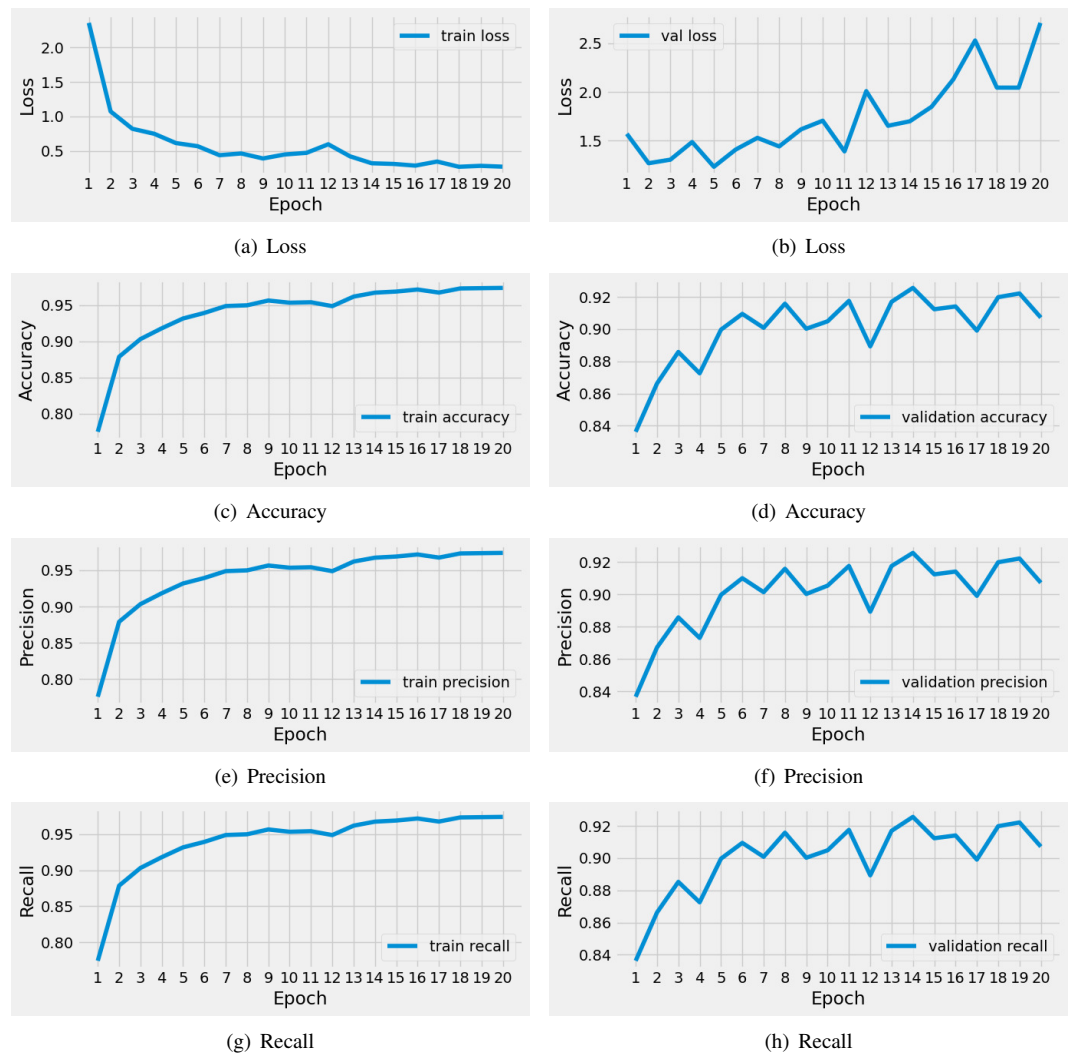 train loss
2.0
1.5
1.0
0.5
Loss
1 2 3 4 5 6 7 8 9 10 11 12 13 14 15 16 17 18 19 20
Epoch
(a) Loss
val loss
2.5
2.0
1.5
Loss
1 2 3 4 5 6 7 8 9 10 11 12 13 14 15 16 17 18 19 20
Epoch
(b) Loss
0.95
0.90
0.85
0.80
Accuracy
train accuracy
1 2 3 4 5 6 7 8 9 10 11 12 13 14 15 16 17 18 19 20
Epoch
(c) Accuracy
0.92
0.90
0.88
0.86
0.84
Accuracy
validation accuracy
1 2 3 4 5 6 7 8 9 10 11 12 13 14 15 16 17 18 19 20
Epoch
(d) Accuracy
0.95
0.90
0.85
0.80
Precision
train precision
1 2 3 4 5 6 7 8 9 10 11 12 13 14 15 16 17 18 19 20
Epoch
(e) Precision
0.92
0.90
0.88
0.86
0.84
Precision
validation precision
1 2 3 4 5 6 7 8 9 10 11 12 13 14 15 16 17 18 19 20
Epoch
(f) Precision
0.95
0.90
0.85
0.80
Recall
train recall
1 2 3 4 5 6 7 8 9 10 11 12 13 14 15 16 17 18 19 20
Epoch
(g) Recall
0.92
0.90
0.88
0.86
0.84
Recall
validation recall
1 2 3 4 5 6 7 8 9 10 11 12 13 14 15 16 17 18 19 20
Epoch
(h) Recall